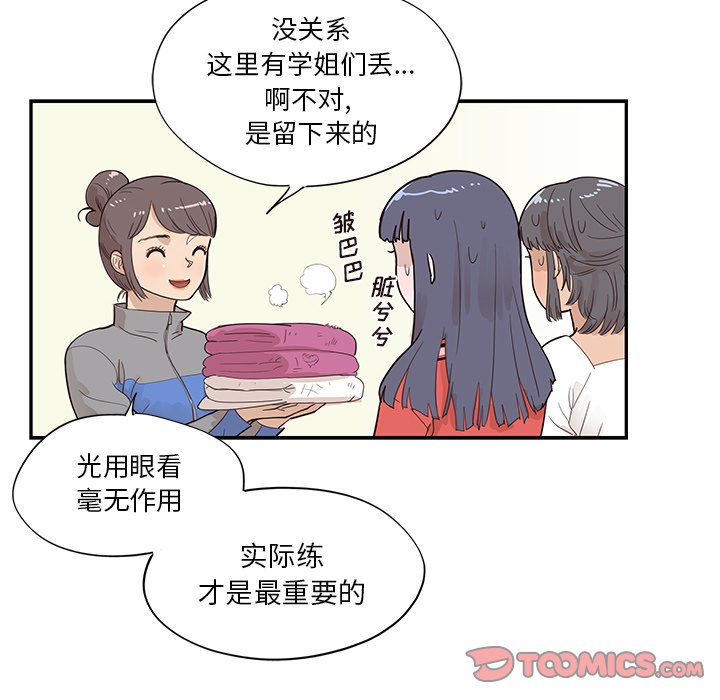 没关系
这里有学姐们丢...
啊不对,
是留下来的
皱巴巴
脏兮兮
光用眼看
毫无作用
实际练
才是最重要的
TOOMICS.COM